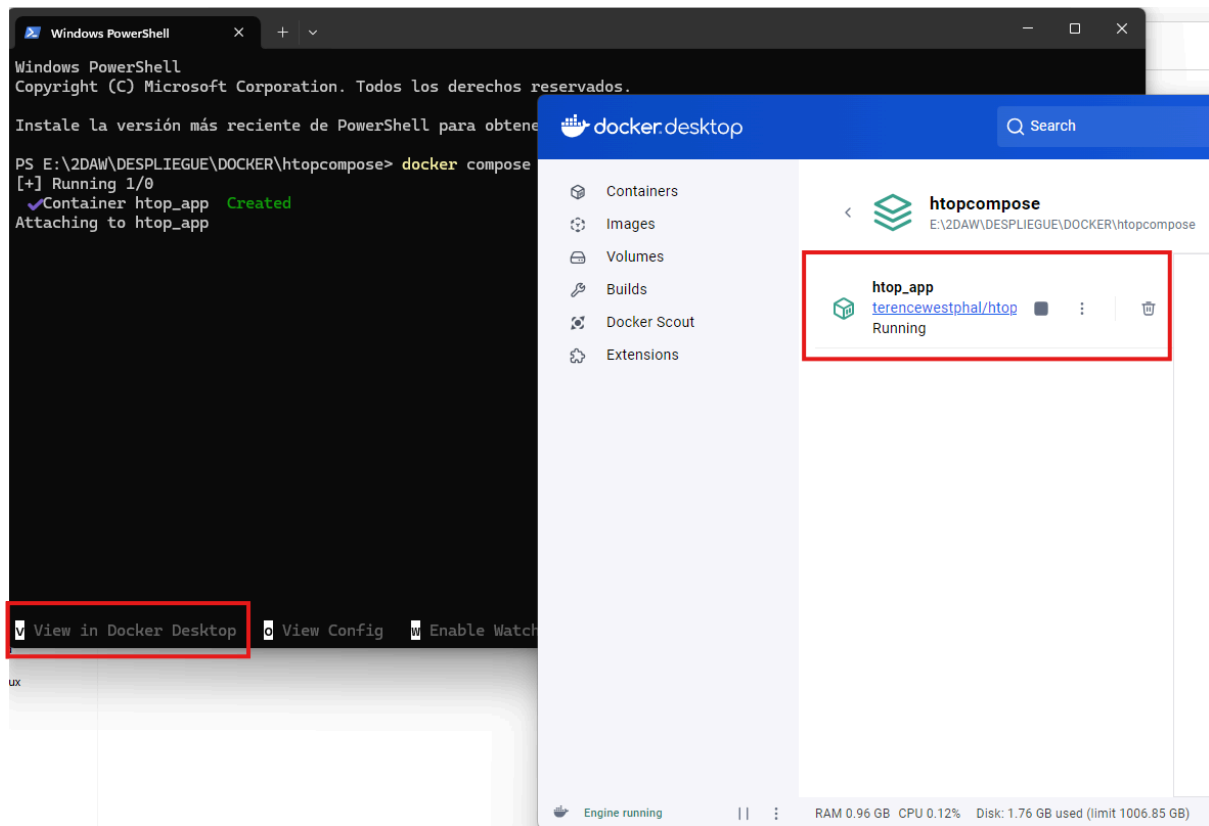 Windows PowerShell
Windows PowerShell
Copyright (C) Microsoft Corporation. Todos los derechos reservados.
Instale la versión más reciente de PowerShell para obtene
PS E:\2DAW\DESPLIEGUE\DOCKER\htopcompose> docker compose
[+] Running 1/0
✔Container htop_app Created
Attaching to htop_app
v View in Docker Desktop o View Config w Enable Watch
ux
docker.desktop
Search
Containers
Images
Volumes
Builds
Docker Scout
Extensions
htopcompose
E:\2DAW\DESPLIEGUE\DOCKER\htopcompose
htop_app
terencewestphal/htop
Running
Engine running
RAM 0.96 GB CPU 0.12% Disk: 1.76 GB used (limit 1006.85 GB)